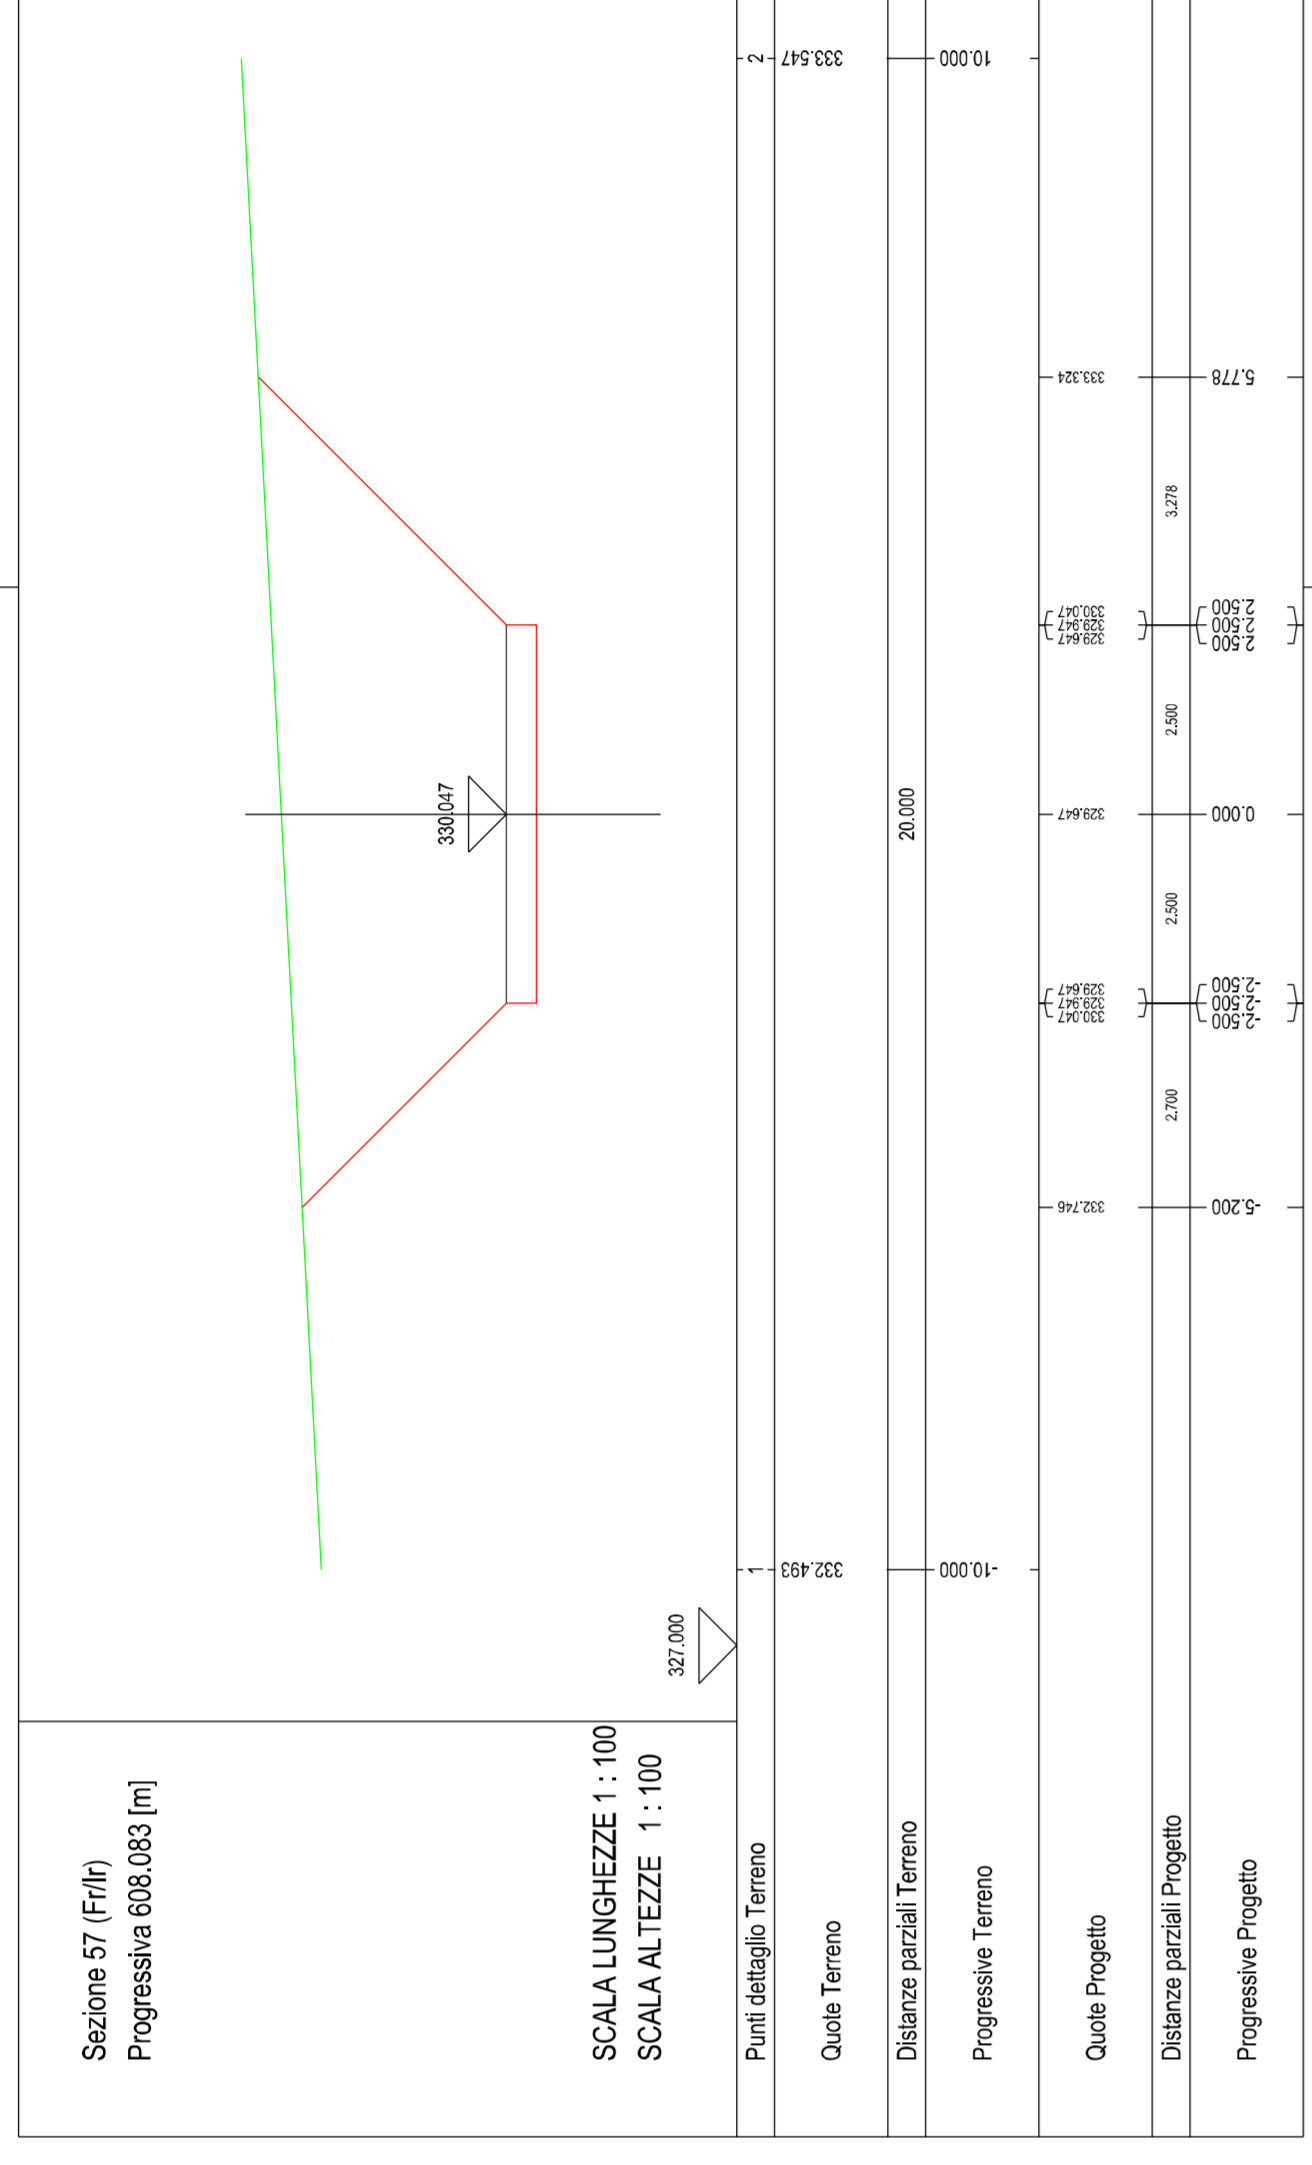 Sezione 57 (Fr/Ir)
Progressiva 608.083 [m]
330.047
SCALA LUNGHEZZE 1 : 100
SCALA ALTEZZE 1 : 100
327.000
Punti dettaglio Terreno 1 2
Quote Terreno 332.493 333.547
Distanze parziali Terreno 20.000
Progressive Terreno -10.000 10.000
Quote Progetto 332.746 330.047 329.947 329.647 329.647 329.647 329.947 330.047 333.324
Distanze parziali Progetto 2.700 2.500 2.500 3.278
Progressive Progetto -5.200 -2.500 -2.500 -2.500 0.000 2.500 2.500 2.500 5.778